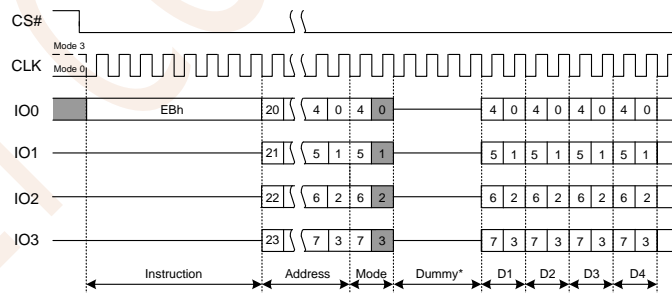 CS#
Mode 3
CLK Mode 0
IO0 EBh 20 4 0 4 0 4 0 4 0 4 0 4 0
IO1 21 5 1 5 1 5 1 5 1 5 1 5 1
IO2 22 6 2 6 2 6 2 6 2 6 2 6 2
IO3 23 7 3 7 3 7 3 7 3 7 3 7 3
Instruction Address Mode Dummy* D1 D2 D3 D4